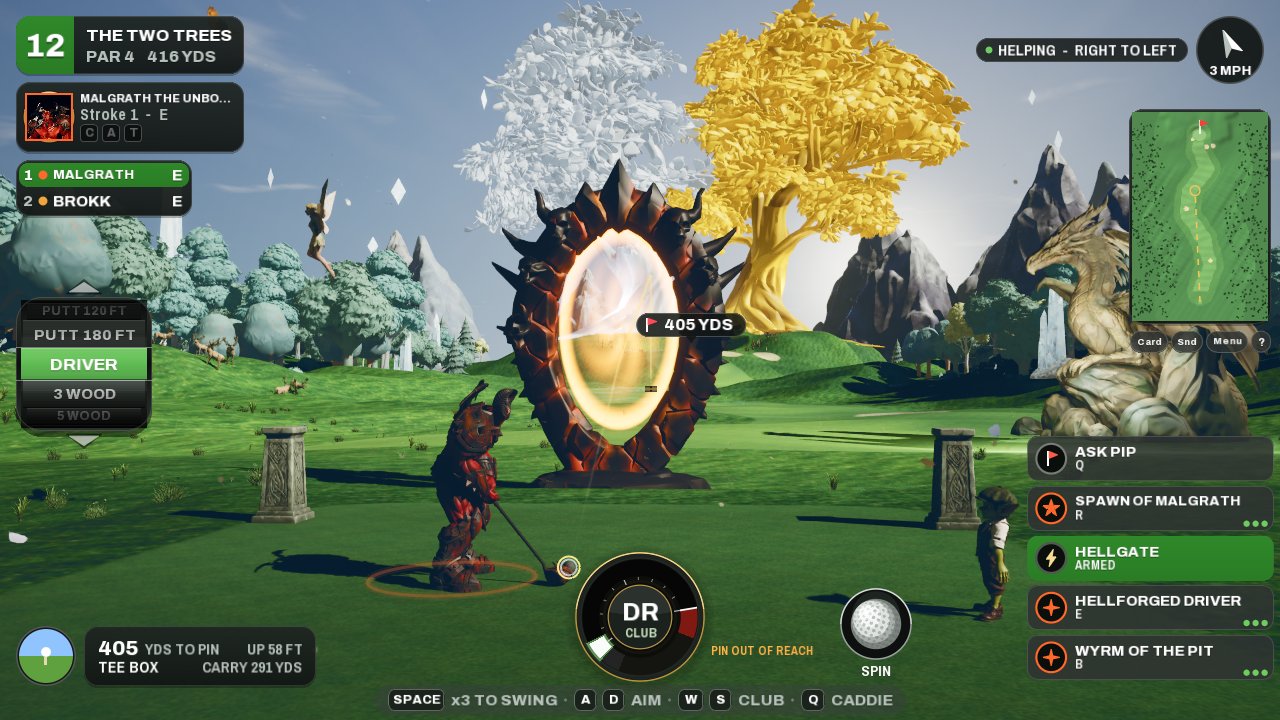 12
THE TWO TREES
PAR 4 416 YDS
MALGRATH THE UNBO...
Stroke 1 - E
C A T
1 MALGRATH E
2 BROKK E
PUTT 120 FT
PUTT 180 FT
DRIVER
3 WOOD
5 WOOD
405 YDS
HELPING - RIGHT TO LEFT
3 MPH
Card Snd Menu ?
ASK PIP
Q
SPAWN OF MALGRATH
R
HELLGATE
ARMED
HELLFORGED DRIVER
E
WYRM OF THE PIT
B
DR
CLUB
PIN OUT OF REACH
SPIN
405 YDS TO PIN UP 58 FT
TEE BOX CARRY 291 YDS
SPACE x3 TO SWING · A D AIM · W S CLUB · Q CADDIE